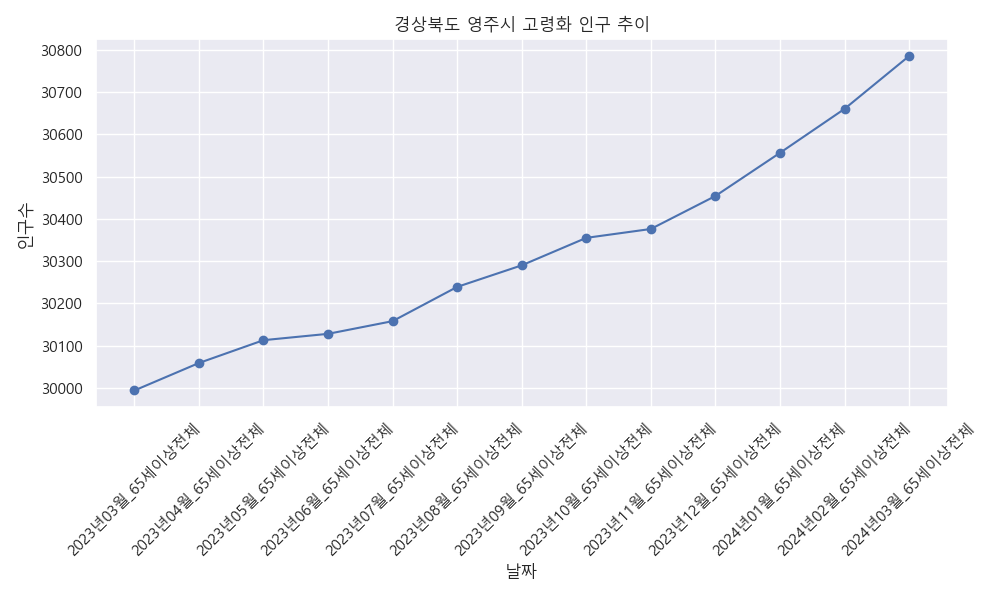 경상북도 영주시 고령화 인구 추이
30800
30700
30600
30500
30400
30300
30200
30100
30000
인구수
2023년03월_65세이상전체
2023년04월_65세이상전체
2023년05월_65세이상전체
2023년06월_65세이상전체
2023년07월_65세이상전체
2023년08월_65세이상전체
2023년09월_65세이상전체
2023년10월_65세이상전체
2023년11월_65세이상전체
2023년12월_65세이상전체
2024년01월_65세이상전체
2024년02월_65세이상전체
2024년03월_65세이상전체
날짜